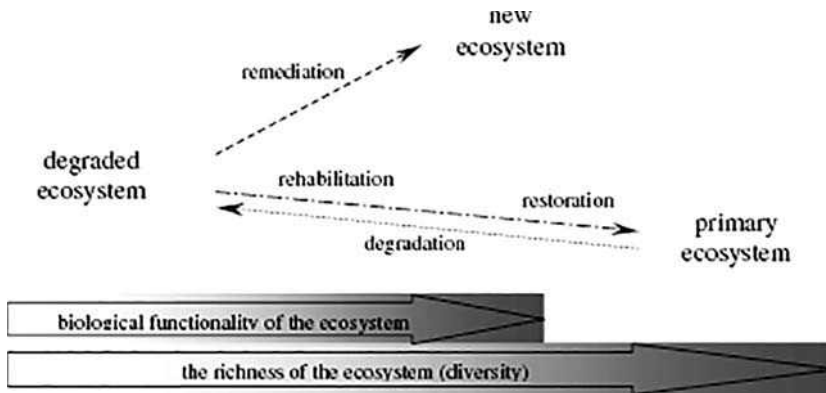 new
ecosystem
remediation
degraded
ecosystem
rehabilitation
restoration
degradation
primary
ecosystem
biological functionality of the ecosystem
the richness of the ecosystem (diversity)